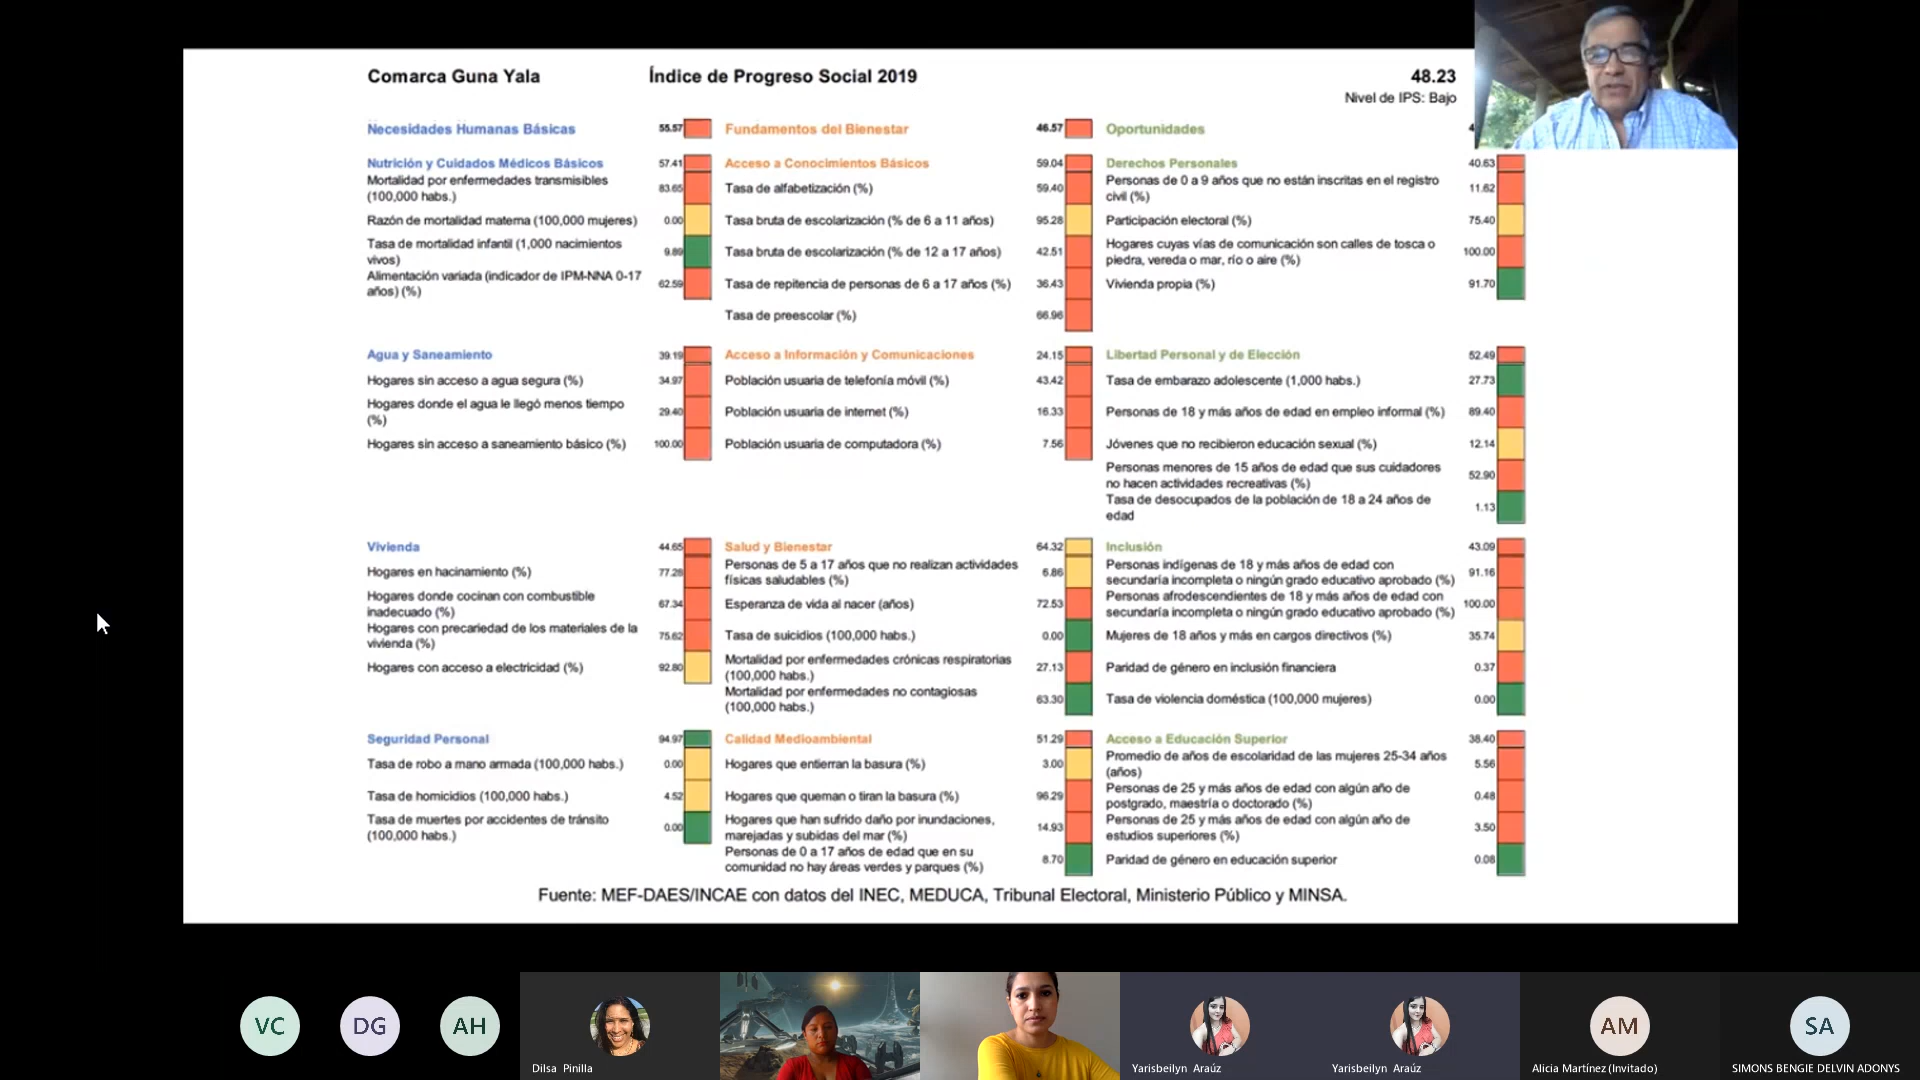 Comarca Guna Yala
Índice de Progreso Social 2019
48.23
Nivel de IPS: Bajo
Necesidades Humanas Básicas 55.57
Nutrición y Cuidados Médicos Básicos 57.41
Mortalidad por enfermedades transmisibles
(100,000 habs.) 83.65
Razón de mortalidad materna (100,000 mujeres) 0.00
Tasa de mortalidad infantil (1,000 nacimientos
vivos) 9.89
Alimentación variada (indicador de IPM-NNA 0-17
años) (%) 62.59
Agua y Saneamiento 39.19
Hogares sin acceso a agua segura (%) 34.97
Hogares donde el agua le llegó menos tiempo
(%) 29.40
Hogares sin acceso a saneamiento básico (%) 100.00
Vivienda 44.65
Hogares en hacinamiento (%) 77.28
Hogares donde cocinan con combustible
inadecuado (%) 67.34
Hogares con precariedad de los materiales de la
vivienda (%) 75.62
Hogares con acceso a electricidad (%) 92.80
Seguridad Personal 94.97
Tasa de robo a mano armada (100,000 habs.) 0.00
Tasa de homicidios (100,000 habs.) 4.52
Tasa de muertes por accidentes de tránsito
(100,000 habs.) 0.00
Fundamentos del Bienestar 46.57
Acceso a Conocimientos Básicos 59.04
Tasa de alfabetización (%) 59.40
Tasa bruta de escolarización (% de 6 a 11 años) 95.28
Tasa bruta de escolarización (% de 12 a 17 años) 42.51
Tasa de repitencia de personas de 6 a 17 años (%) 36.43
Tasa de preescolar (%) 66.96
Acceso a Información y Comunicaciones 24.15
Población usuaria de telefonía móvil (%) 43.42
Población usuaria de internet (%) 16.33
Población usuaria de computadora (%) 7.56
Salud y Bienestar 64.32
Personas de 5 a 17 años que no realizan actividades
físicas saludables (%) 6.86
Esperanza de vida al nacer (años) 72.53
Tasa de suicidios (100,000 habs.) 0.00
Mortalidad por enfermedades crónicas respiratorias
(100,000 habs.) 27.13
Mortalidad por enfermedades no contagiosas
(100,000 habs.) 63.30
Calidad Medioambiental 51.29
Hogares que entierran la basura (%) 3.00
Hogares que queman o tiran la basura (%) 96.29
Hogares que han sufrido daño por inundaciones,
marejadas y subidas del mar (%) 14.93
Personas de 0 a 17 años de edad que en su
comunidad no hay áreas verdes y parques (%) 8.70
Oportunidades
Derechos Personales 40.63
Personas de 0 a 9 años que no están inscritas en el registro
civil (%) 11.62
Participación electoral (%) 75.40
Hogares cuyas vías de comunicación son calles de tosca o
piedra, vereda o mar, río o aire (%) 100.00
Vivienda propia (%) 91.70
Libertad Personal y de Elección 52.49
Tasa de embarazo adolescente (1,000 habs.) 27.73
Personas de 18 y más años de edad en empleo informal (%) 89.40
Jóvenes que no recibieron educación sexual (%) 12.14
Personas menores de 15 años de edad que sus cuidadores
no hacen actividades recreativas (%) 52.90
Tasa de desocupados de la población de 18 a 24 años de
edad 1.13
Inclusión 43.09
Personas indígenas de 18 y más años de edad con
secundaría incompleta o ningún grado educativo aprobado (%) 91.16
Personas afrodescendientes de 18 y más años de edad con
secundaría incompleta o ningún grado educativo aprobado (%) 100.00
Mujeres de 18 años y más en cargos directivos (%) 35.74
Paridad de género en inclusión financiera 0.37
Tasa de violencia doméstica (100,000 mujeres) 0.00
Acceso a Educación Superior 38.40
Promedio de años de escolaridad de las mujeres 25-34 años
(años) 5.56
Personas de 25 y más años de edad con algún año de
postgrado, maestría o doctorado (%) 0.48
Personas de 25 y más años de edad con algún año de
estudios superiores (%) 3.50
Paridad de género en educación superior 0.08
Fuente: MEF-DAES/INCAE con datos del INEC, MEDUCA, Tribunal Electoral, Ministerio Público y MINSA.
VC
DG
AH
Dilsa Pinilla
Yarisbeilyn Araúz
Yarisbeilyn Araúz
AM
Alicia Martínez (Invitado)
SA
SIMONS BENGIE DELVIN ADONYS